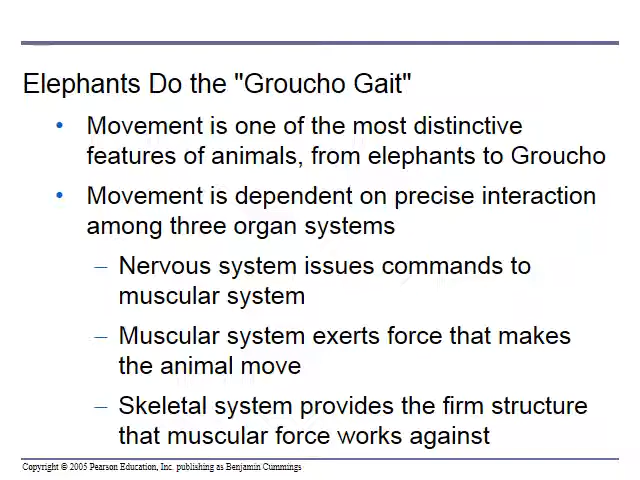 Elephants Do the "Groucho Gait"
• Movement is one of the most distinctive
features of animals, from elephants to Groucho
• Movement is dependent on precise interaction
among three organ systems
– Nervous system issues commands to
muscular system
– Muscular system exerts force that makes
the animal move
– Skeletal system provides the firm structure
that muscular force works against
Copyright © 2005 Pearson Education, Inc. publishing as Benjamin Cummings